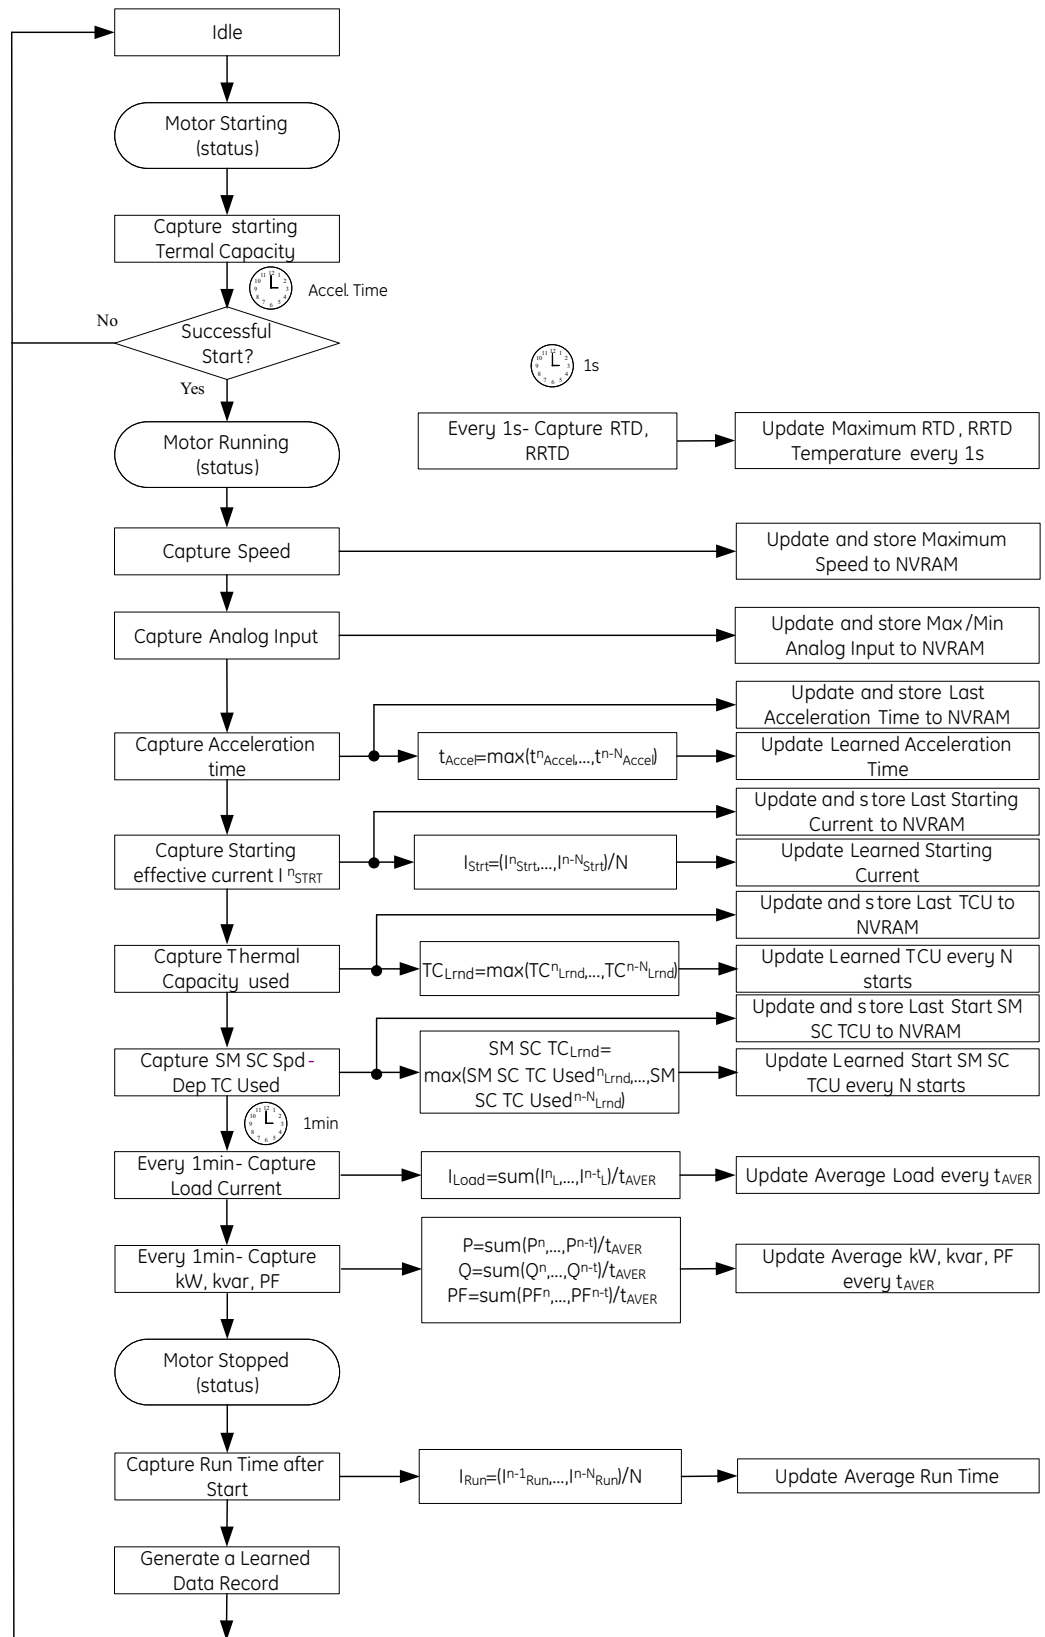 Idle
Motor Starting
(status)
Capture starting
Termal Capacity
Accel. Time
No
Successful
Start?
Yes
1s
Motor Running
(status)
Every 1s- Capture RTD,
RRTD
Update Maximum RTD, RRTD
Temperature every 1s
Capture Speed
Update and store Maximum
Speed to NVRAM
Capture Analog Input
Update and store Max/Min
Analog Input to NVRAM
Update and store Last
Acceleration Time to NVRAM
Capture Acceleration
time
tAccel=max(tⁿAccel,...,tⁿ⁻ᴺAccel)
Update Learned Acceleration
Time
Update and store Last Starting
Current to NVRAM
Capture Starting
effective current I ⁿSTRT
IStrt=(IⁿStrt,...,Iⁿ⁻ᴺStrt)/N
Update Learned Starting
Current
Update and store Last TCU to
NVRAM
Capture Thermal
Capacity used
TCLrnd=max(TCⁿLrnd,...,TCⁿ⁻ᴺLrnd)
Update Learned TCU every N
starts
Update and store Last Start SM
SC TCU to NVRAM
Capture SM SC Spd-
Dep TC Used
SM SC TCLrnd=
max(SM SC TC UsedⁿLrnd,...,SM
SC TC Usedⁿ⁻ᴺLrnd)
Update Learned Start SM SC
TCU every N starts
1min
Every 1min- Capture
Load Current
ILoad=sum(IⁿL,...,Iⁿ⁻ᵗL)/tAVER
Update Average Load every tAVER
Every 1min- Capture
kW, kvar, PF
P=sum(Pⁿ,...,Pⁿ⁻ᵗ)/tAVER
Q=sum(Qⁿ,...,Qⁿ⁻ᵗ)/tAVER
PF=sum(PFⁿ,...,PFⁿ⁻ᵗ)/tAVER
Update Average kW, kvar, PF
every tAVER
Motor Stopped
(status)
Capture Run Time after
Start
IRun=(Iⁿ⁻¹Run,...,Iⁿ⁻ᴺRun)/N
Update Average Run Time
Generate a Learned
Data Record